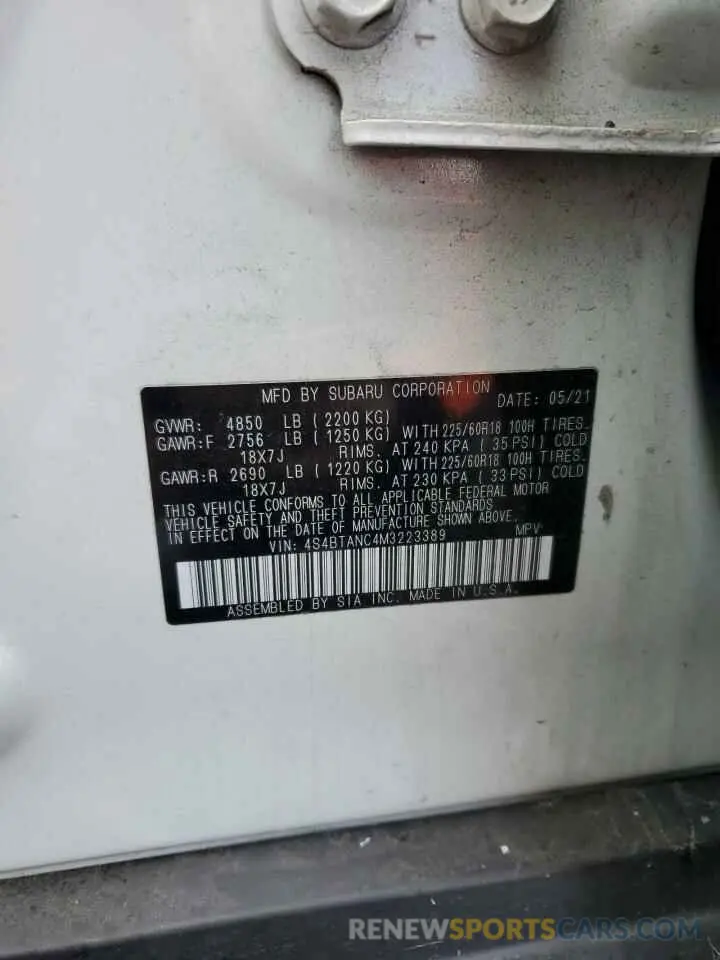 MFD BY SUBARU CORPORATION DATE: 05/21
GVWR: 4850 LB (2200 KG)
GAWR:F 2756 LB (1250 KG) WITH 225/60R18 100H TIRES.
18X7J RIMS. AT 240 KPA (35 PSI) COLD
GAWR:R 2690 LB (1220 KG) WITH 225/60R18 100H TIRES.
18X7J RIMS. AT 230 KPA (33 PSI) COLD
THIS VEHICLE CONFORMS TO ALL APPLICABLE FEDERAL MOTOR
VEHICLE SAFETY AND THEFT PREVENTION STANDARDS
IN EFFECT ON THE DATE OF MANUFACTURE SHOWN ABOVE.
VIN: 4S4BTANC4M3223389 MPV
ASSEMBLED BY SIA INC. MADE IN U.S.A.
RENEWSPORTSCARS.COM